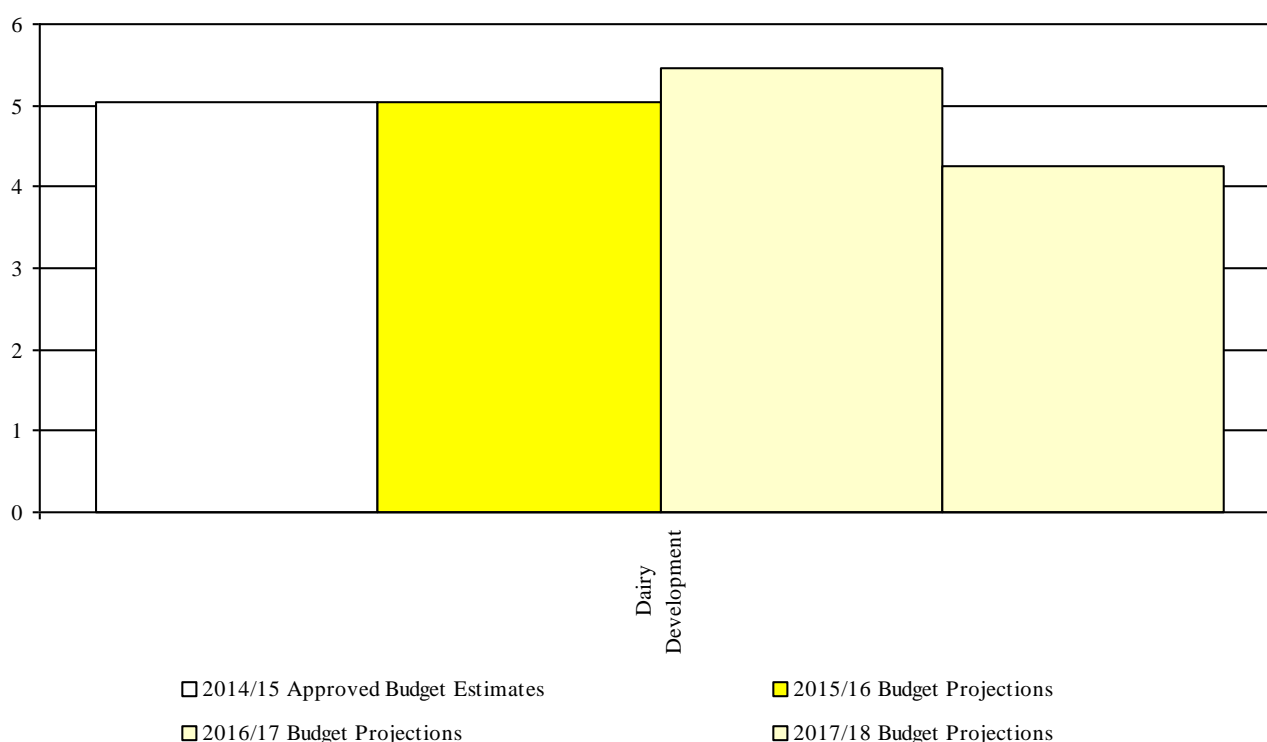 6
5
4
3
2
1
0
Dairy
Development
2014/15 Approved Budget Estimates
2015/16 Budget Projections
2016/17 Budget Projections
2017/18 Budget Projections